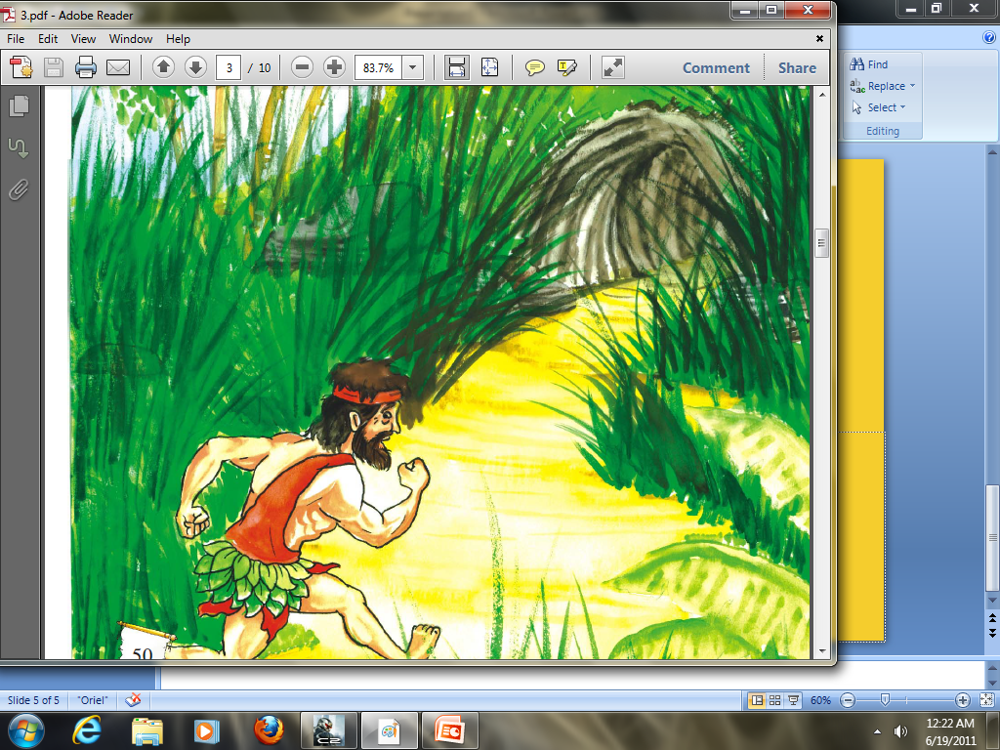 3.pdf - Adobe Reader
File Edit View Window Help
3 / 10 83.7% Comment Share
Find
Replace
Select
Editing
50
Slide 5 of 5 "Oriel" 60%
12:22 AM
6/19/2011